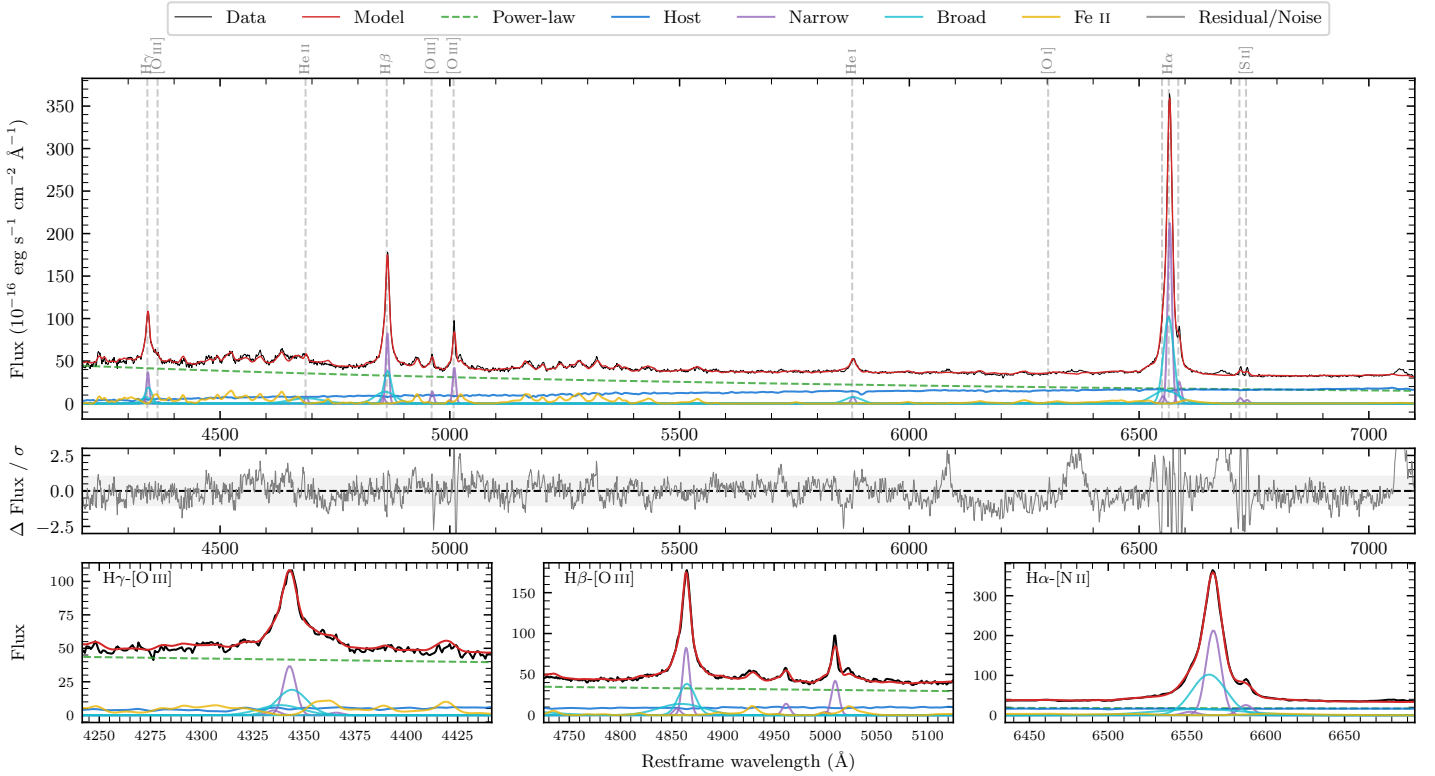 Data Model Power-law Host Narrow Broad Fe II Residual/Noise
Hγ [O III] He II Hβ [O III] [O III] He I [O I] Hα [S II]
Flux (10⁻¹⁶ erg s⁻¹ cm⁻² Å⁻¹)
350
300
250
200
150
100
50
0
4500 5000 5500 6000 6500 7000
Δ Flux / σ
2.5
0.0
−2.5
4500 5000 5500 6000 6500 7000
Flux
Hγ-[O III]
100
75
50
25
0
4250 4275 4300 4325 4350 4375 4400 4425
Hβ-[O III]
150
100
50
0
4750 4800 4850 4900 4950 5000 5050 5100
Hα-[N II]
300
200
100
0
6450 6500 6550 6600 6650
Restframe wavelength (Å)